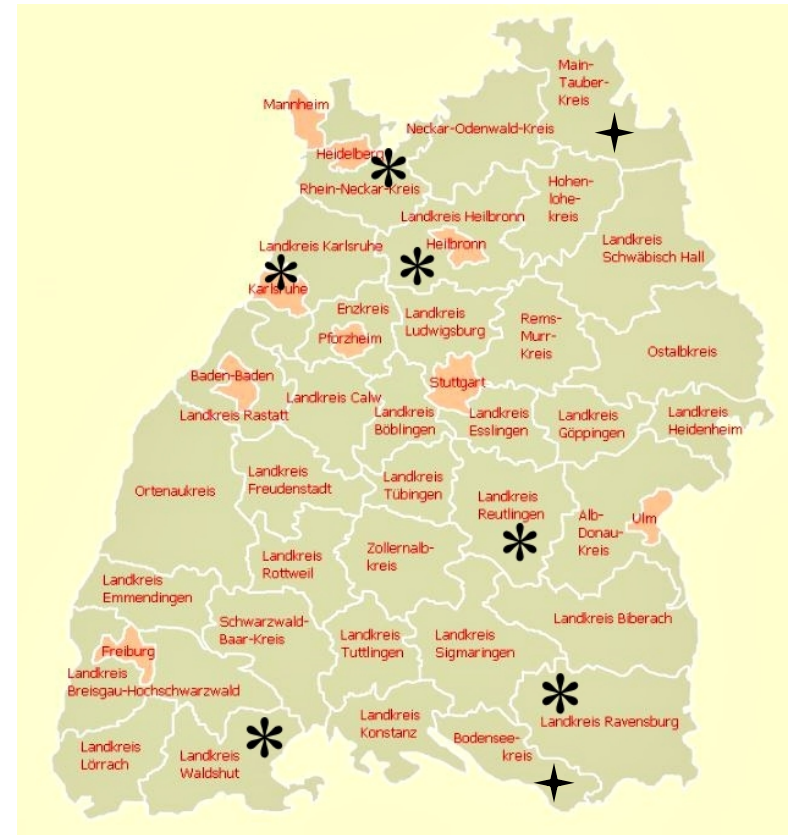 Main-
Tauber-
Kreis
Mannheim
Neckar-Odenwald-Kreis
Heidelberg
Rhein-Neckar-Kreis
Hohen-
lohe-
kreis
Landkreis Heilbronn
Heilbronn
Landkreis
Schwäbisch Hall
Landkreis Karlsruhe
Karlsruhe
Enzkreis
Pforzheim
Landkreis
Ludwigsburg
Rems-
Murr-
Kreis
Ostalbkreis
Baden-Baden
Landkreis Rastatt
Landkreis Calw
Stuttgart
Landkreis
Böblingen
Landkreis
Esslingen
Landkreis
Göppingen
Landkreis
Heidenheim
Ortenaukreis
Landkreis
Freudenstadt
Landkreis
Tübingen
Landkreis
Reutlingen
Alb-
Donau-
Kreis
Ulm
Landkreis
Rottweil
Zollernalb-
kreis
Landkreis
Emmendingen
Schwarzwald-
Baar-Kreis
Landkreis
Tuttlingen
Landkreis
Sigmaringen
Landkreis Biberach
Freiburg
Landkreis
Breisgau-Hochschwarzwald
Landkreis
Konstanz
Bodensee-
kreis
Landkreis Ravensburg
Landkreis
Lörrach
Landkreis
Waldshut